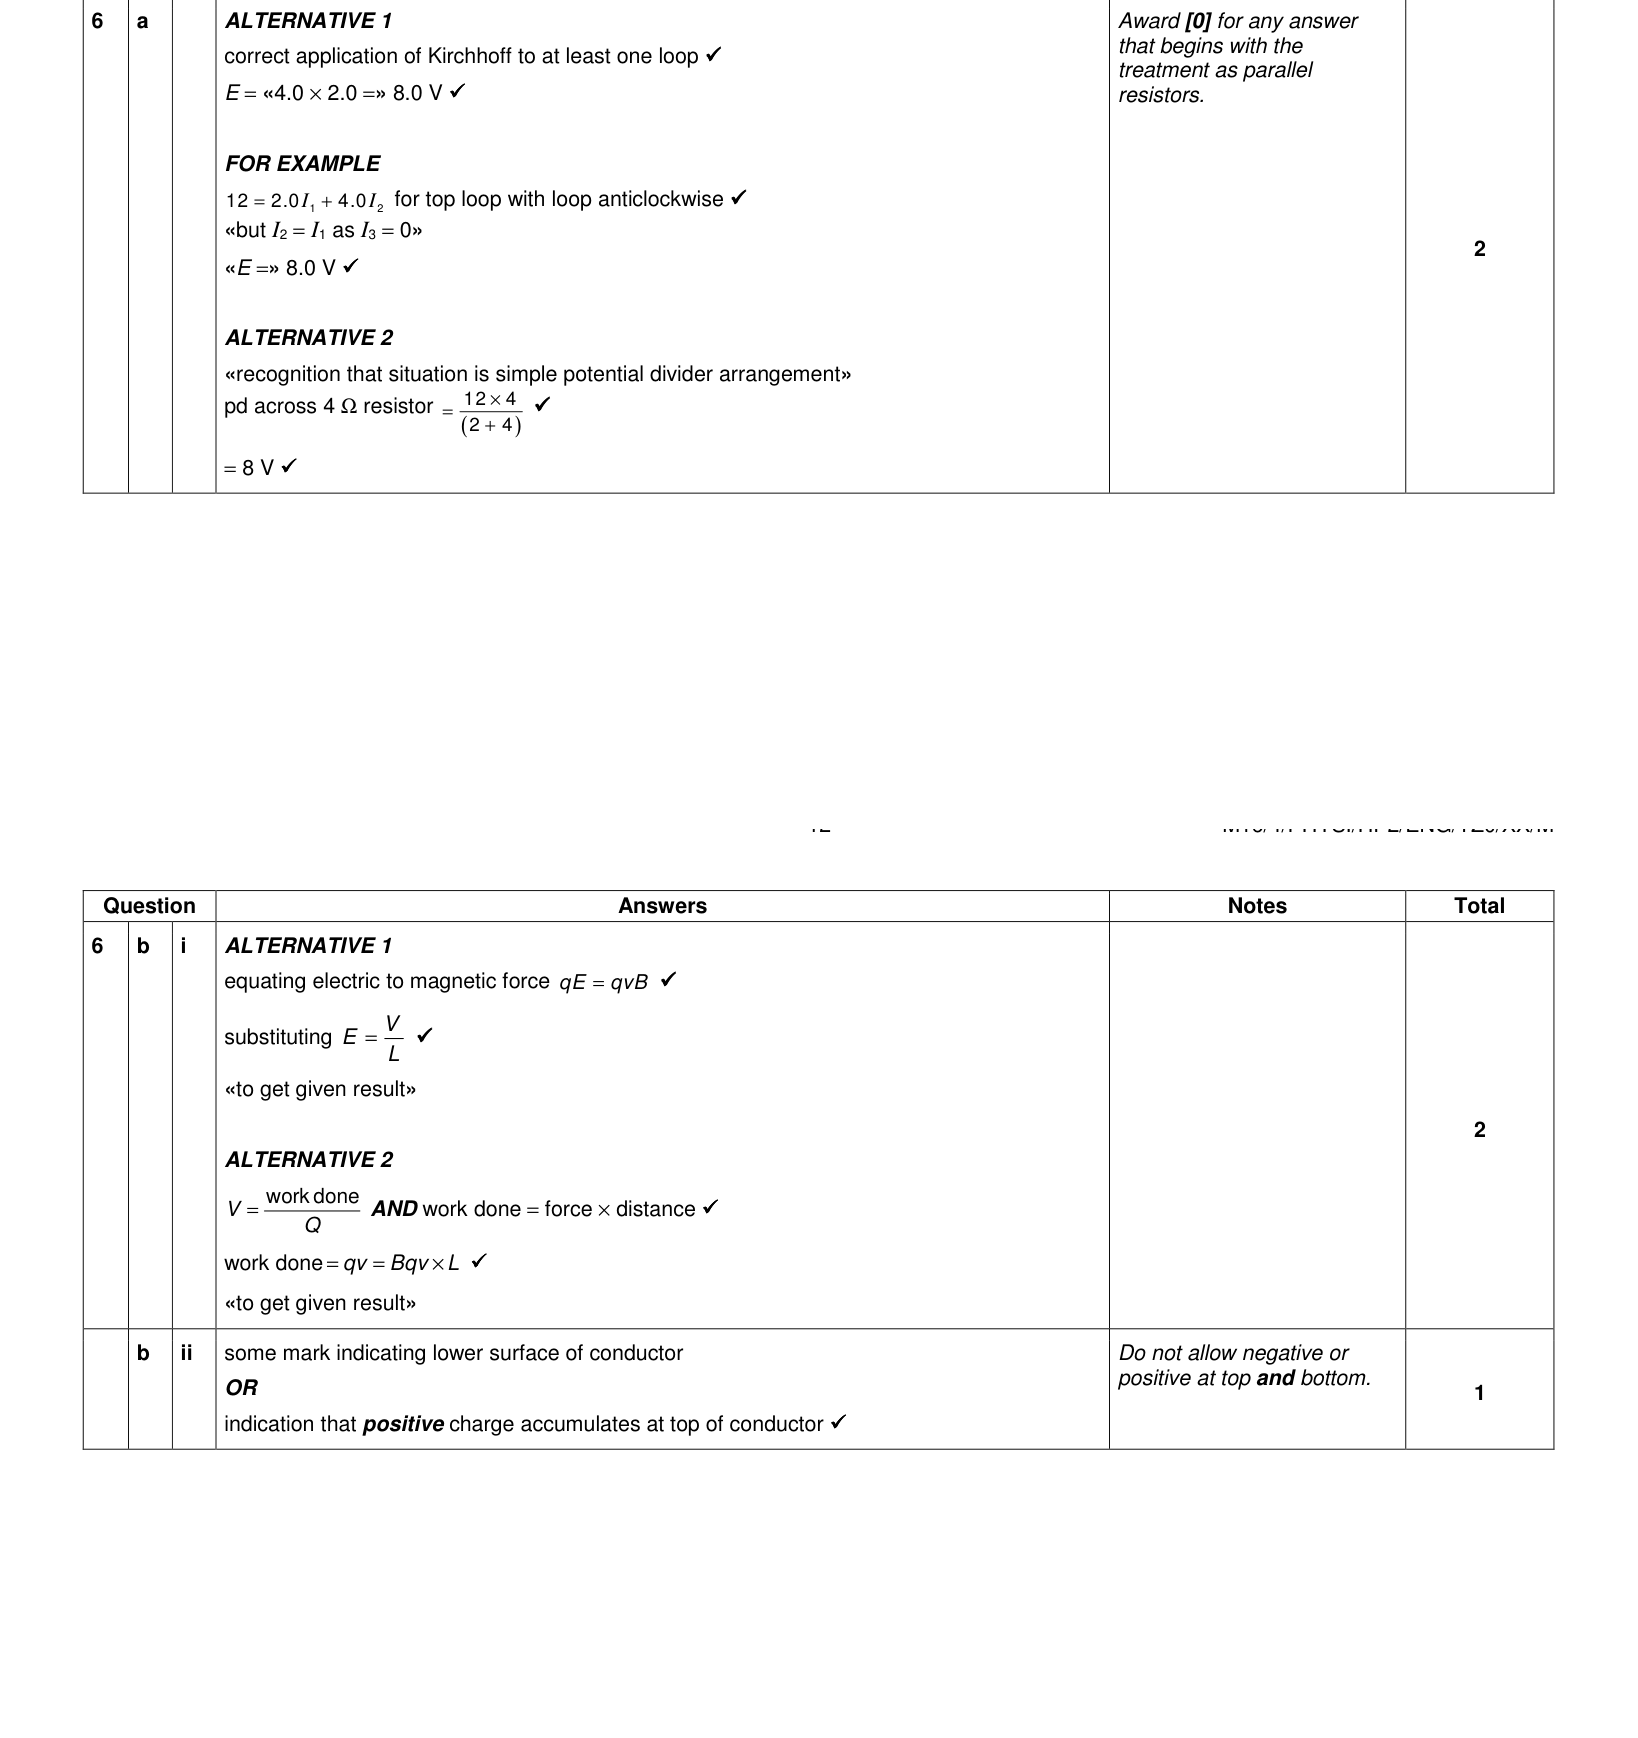 6 a ALTERNATIVE 1
correct application of Kirchhoff to at least one loop ✓
E = «4.0 × 2.0 =» 8.0 V ✓
FOR EXAMPLE
12 = 2.0I₁ + 4.0I₂ for top loop with loop anticlockwise ✓
«but I₂ = I₁ as I₃ = 0»
«E =» 8.0 V ✓
ALTERNATIVE 2
«recognition that situation is simple potential divider arrangement»
pd across 4 Ω resistor = 12 × 4 / (2 + 4) ✓
= 8 V ✓
Award [0] for any answer
that begins with the
treatment as parallel
resistors.
2
Question Answers Notes Total
6 b i ALTERNATIVE 1
equating electric to magnetic force qE = qvB ✓
substituting E = V / L ✓
«to get given result»
ALTERNATIVE 2
V = work done / Q AND work done = force × distance ✓
work done = qv = Bqv × L ✓
«to get given result»
2
b ii some mark indicating lower surface of conductor
OR
indication that positive charge accumulates at top of conductor ✓
Do not allow negative or
positive at top and bottom.
1